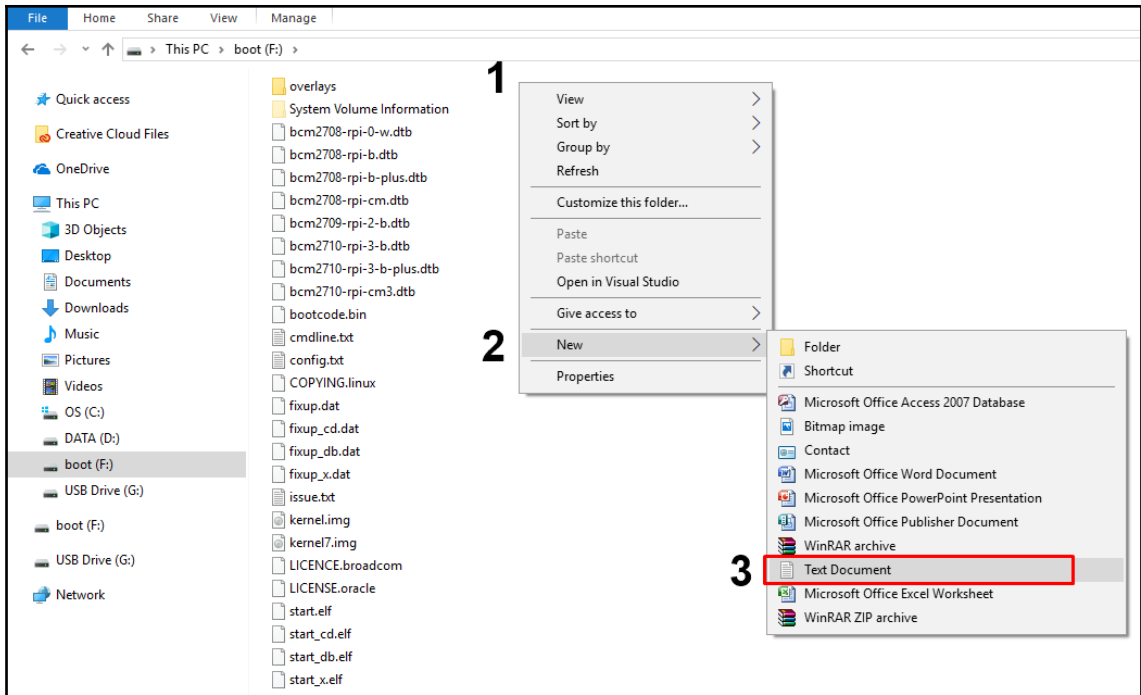 File Home Share View Manage
This PC > boot (F:) >
Quick access
Creative Cloud Files
OneDrive
This PC
3D Objects
Desktop
Documents
Downloads
Music
Pictures
Videos
OS (C:)
DATA (D:)
boot (F:)
USB Drive (G:)
boot (F:)
USB Drive (G:)
Network
overlays
System Volume Information
bcm2708-rpi-0-w.dtb
bcm2708-rpi-b.dtb
bcm2708-rpi-b-plus.dtb
bcm2708-rpi-cm.dtb
bcm2709-rpi-2-b.dtb
bcm2710-rpi-3-b.dtb
bcm2710-rpi-3-b-plus.dtb
bcm2710-rpi-cm3.dtb
bootcode.bin
cmdline.txt
config.txt
COPYING.linux
fixup.dat
fixup_cd.dat
fixup_db.dat
fixup_x.dat
issue.txt
kernel.img
kernel7.img
LICENCE.broadcom
LICENSE.oracle
start.elf
start_cd.elf
start_db.elf
start_x.elf
1
View
Sort by
Group by
Refresh
Customize this folder...
Paste
Paste shortcut
Open in Visual Studio
Give access to
2
New
Properties
Folder
Shortcut
Microsoft Office Access 2007 Database
Bitmap image
Contact
Microsoft Office Word Document
Microsoft Office PowerPoint Presentation
Microsoft Office Publisher Document
WinRAR archive
3
Text Document
Microsoft Office Excel Worksheet
WinRAR ZIP archive